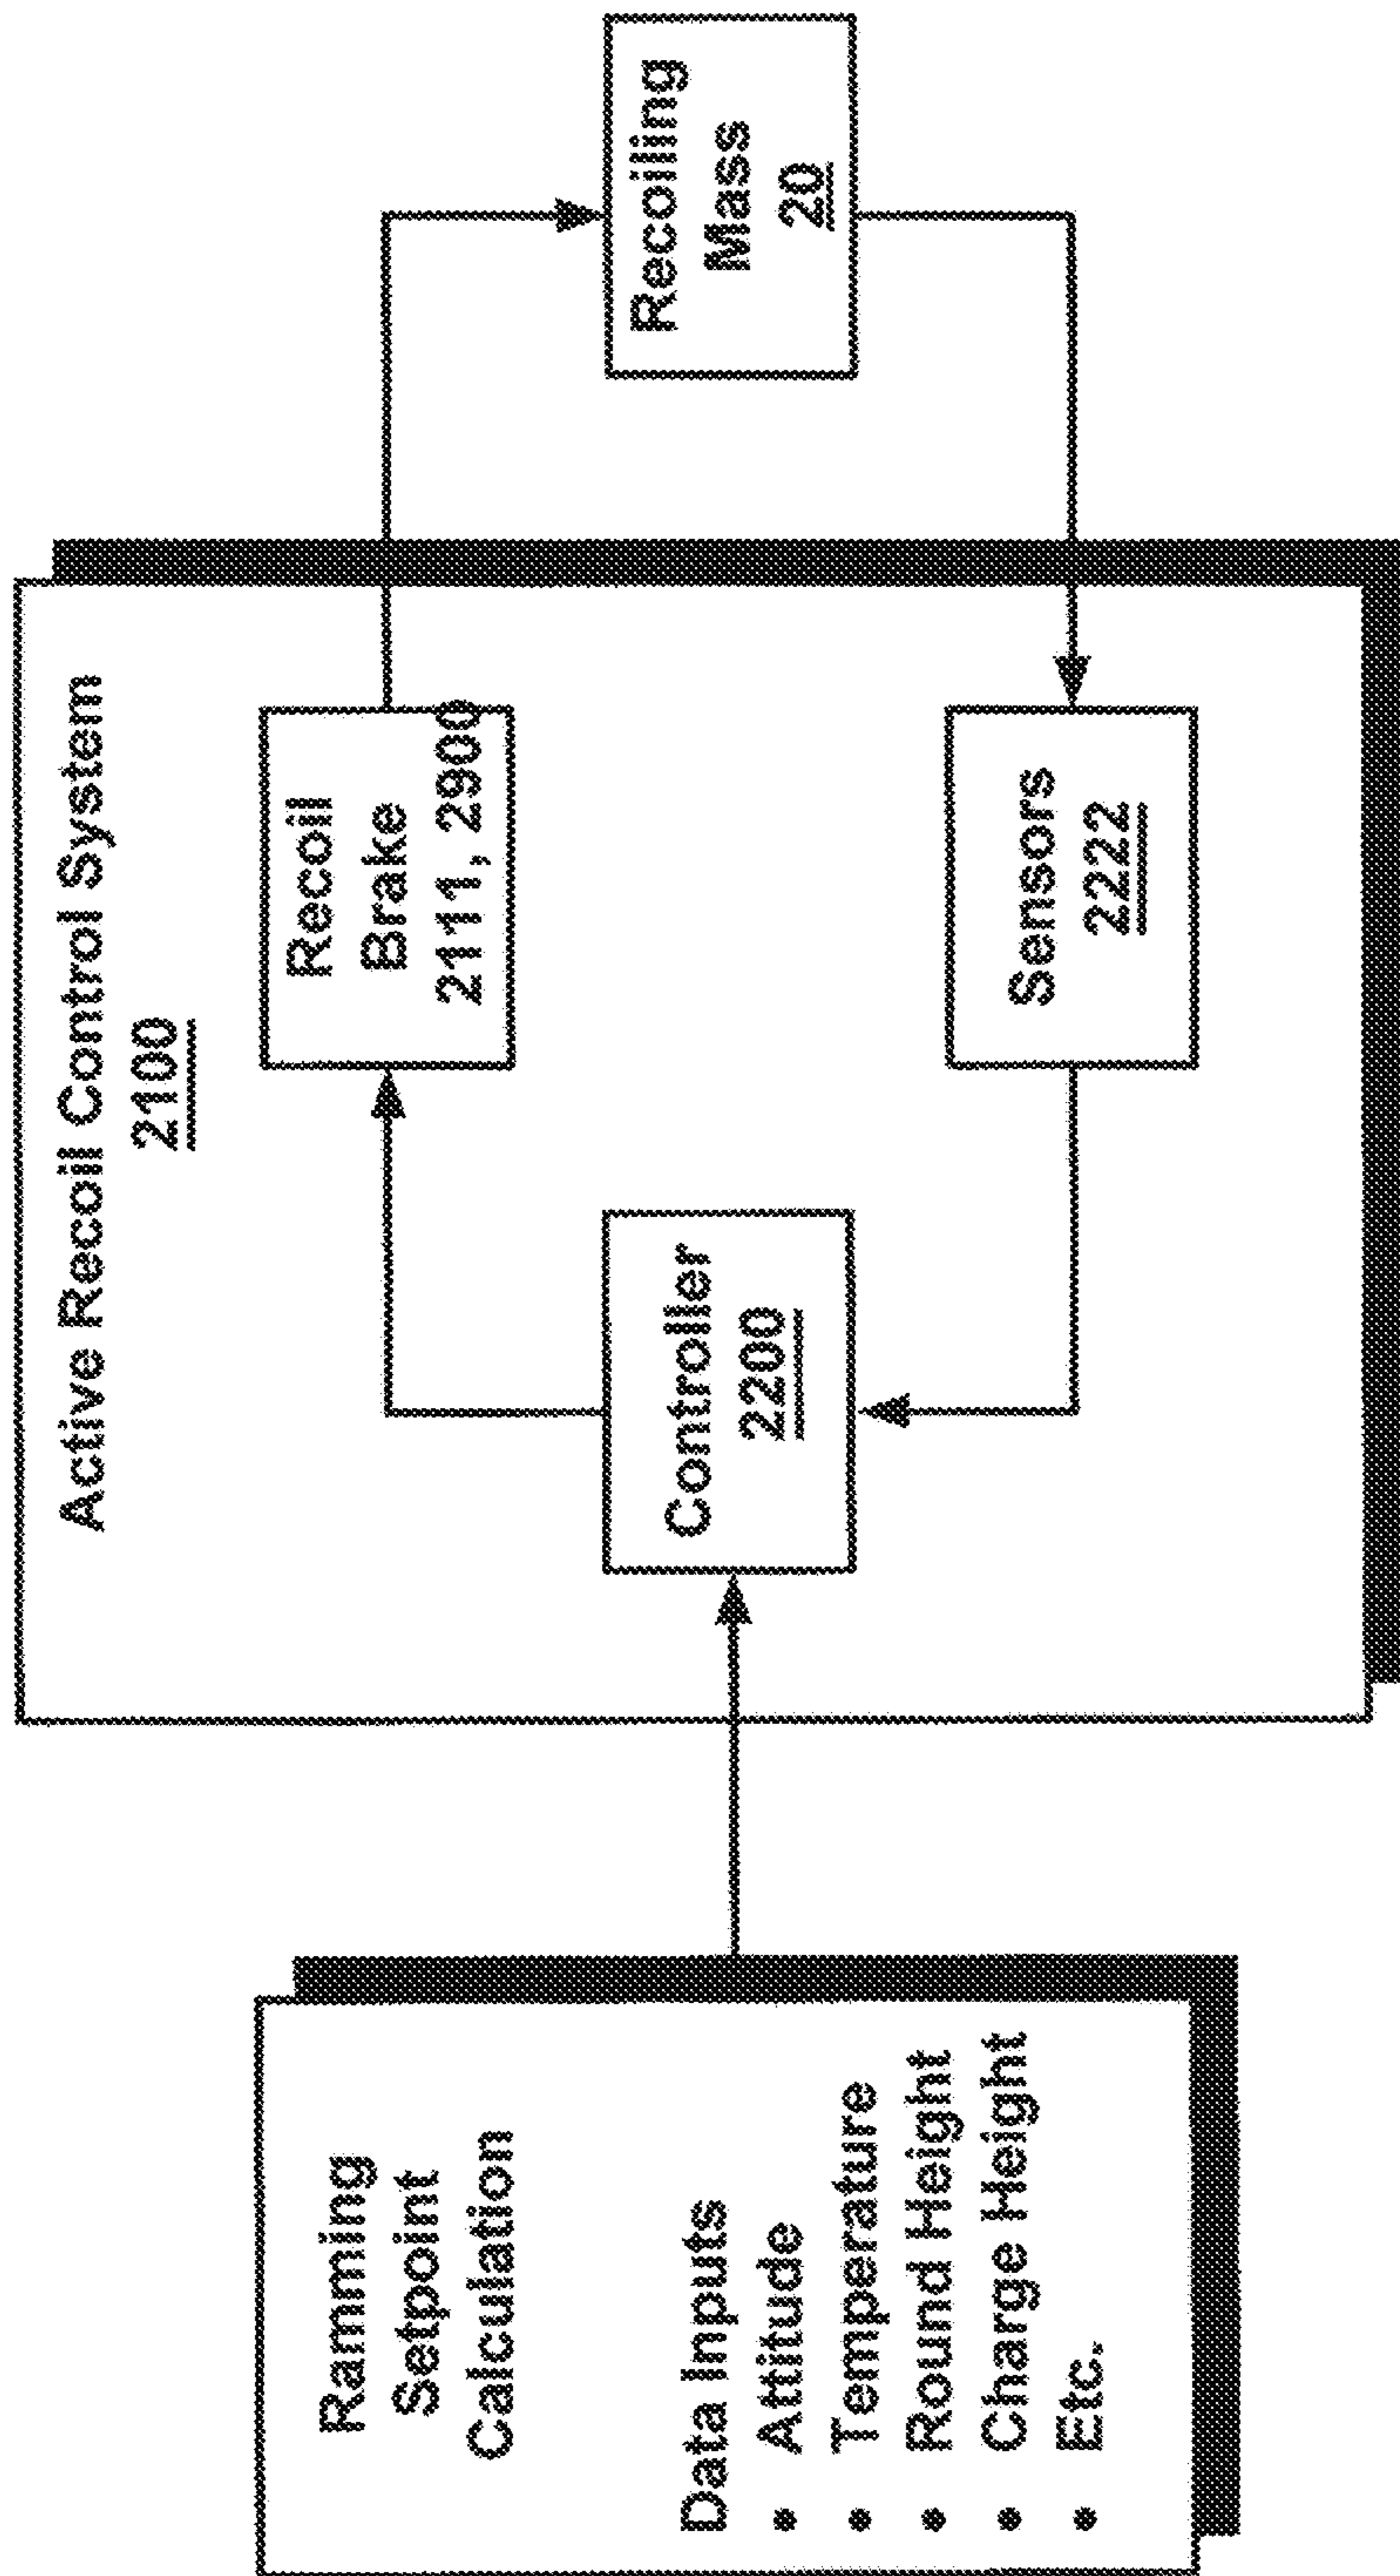 Ramming
Setpoint
Calculation
Data Inputs
• Attitude
• Temperature
• Round Height
• Charge Height
• Etc.
Active Recoil Control System
2100
Controller
2200
Recoil
Brake
2111, 2900
Sensors
2222
Recoiling
Mass
20